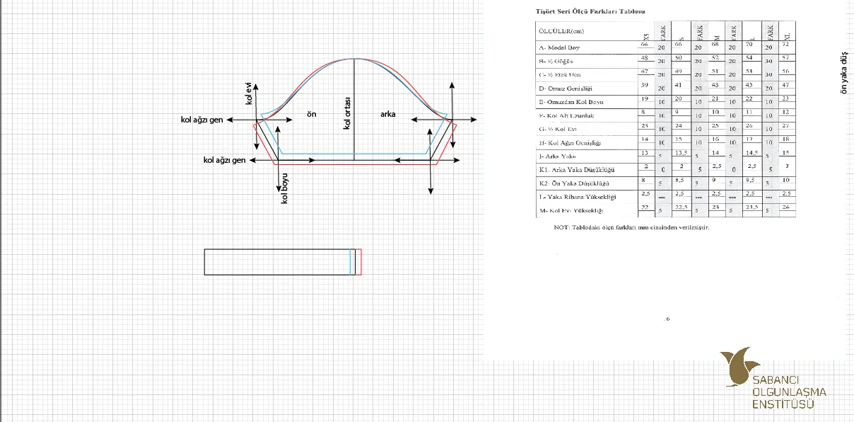 kol evi
kol ağzı gen
ön
kol ortası
arka
kol ağzı gen
kol boyu
Tişört Seri Ölçü Farkları Tablosu
ÖLÇÜLER(cm) XS FARK S FARK M FARK L FARK XL
A- Model Boy 64 20 66 20 68 20 70 20 72
B- ½ Göğüs 48 20 50 20 52 20 54 30 57
C- ½ Etek Ucu 47 20 49 20 51 20 53 30 56
D- Omuz Genişliği 39 20 41 20 43 20 45 20 47
E- Omuzdan Kol Boyu 19 10 20 10 21 10 22 10 23
F- Kol Alt Uzunluk 8 10 9 10 10 10 11 10 12
G- ½ Kol Evi 23 10 24 10 25 10 26 10 27
H- Kol Ağzı Genişliği 14 10 15 10 16 10 17 10 18
J- Arka Yaka 13 5 13,5 5 14 5 14,5 5 15
K1- Arka Yaka Düşüklüğü 2 0 2 5 2,5 0 2,5 5 3
K2- Ön Yaka Düşüklüğü 8 5 8,5 5 9 5 9,5 5 10
L- Yaka Ribana Yüksekliği 2,5 --- 2,5 --- 2,5 --- 2,5 --- 2,5
M- Kol Evi Yüksekliği 22 5 22,5 5 23 5 23,5 5 24
NOT: Tablodaki ölçü farkları mm cinsinden verilmiştir.
6
ön yaka düş
SABANCI
OLGUNLAŞMA
ENSTİTÜSÜ